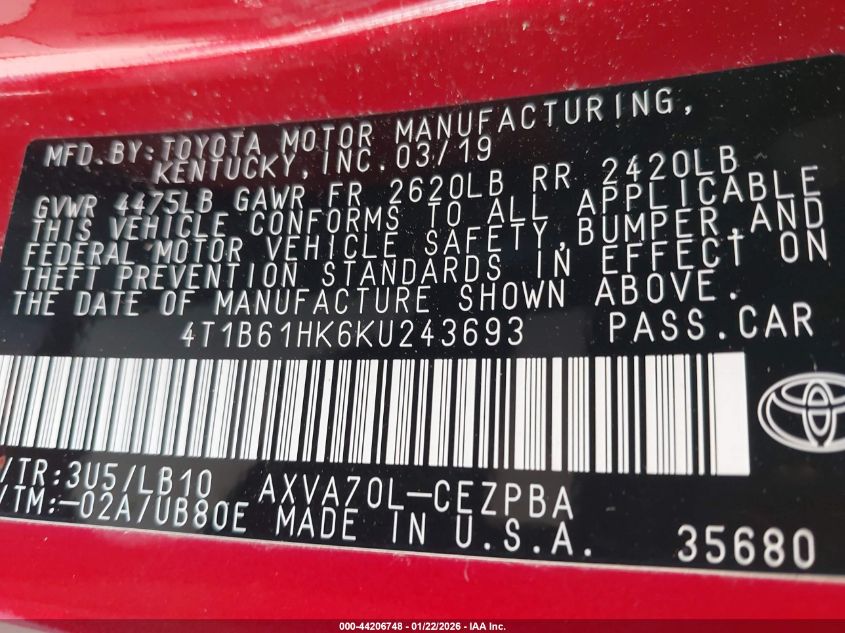 MFD.BY:TOYOTA MOTOR MANUFACTURING,
KENTUCKY, INC.03/19
GVWR 4475LB GAWR FR 2620LB RR 2420LB
THIS VEHICLE CONFORMS TO ALL APPLICABLE
FEDERAL MOTOR VEHICLE SAFETY,BUMPER,AND
THEFT PREVENTION STANDARDS IN EFFECT ON
THE DATE OF MANUFACTURE SHOWN ABOVE.
4T1B61HK6KU243693 PASS.CAR
/TR:3U5/LB10 AXVA70L-CEZPBA
/TM:-02A/UB80E MADE IN U.S.A. 35680
000-44206748 - 01/22/2026 - IAA Inc.